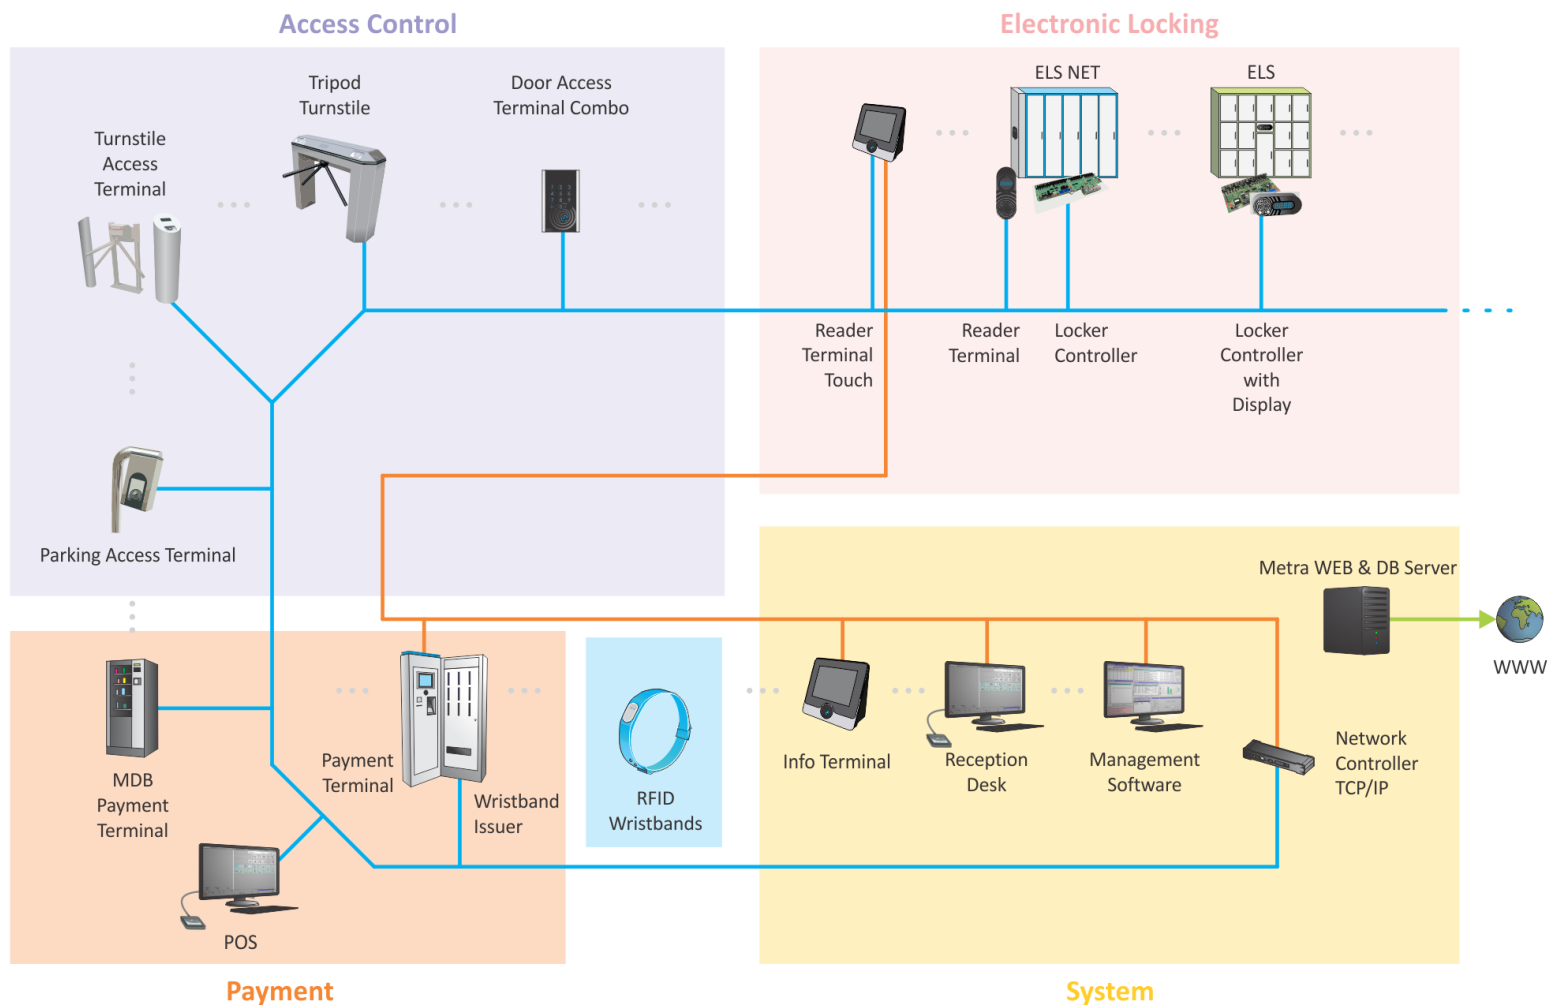 Access Control
Electronic Locking
Tripod
Turnstile
Door Access
Terminal Combo
ELS NET
ELS
Turnstile
Access
Terminal
Reader
Terminal
Touch
Reader
Terminal
Locker
Controller
Locker
Controller
with
Display
Parking Access Terminal
Metra WEB & DB Server
WWW
MDB
Payment
Terminal
Payment
Terminal
Wristband
Issuer
RFID
Wristbands
Info Terminal
Reception
Desk
Management
Software
Network
Controller
TCP/IP
POS
Payment
System